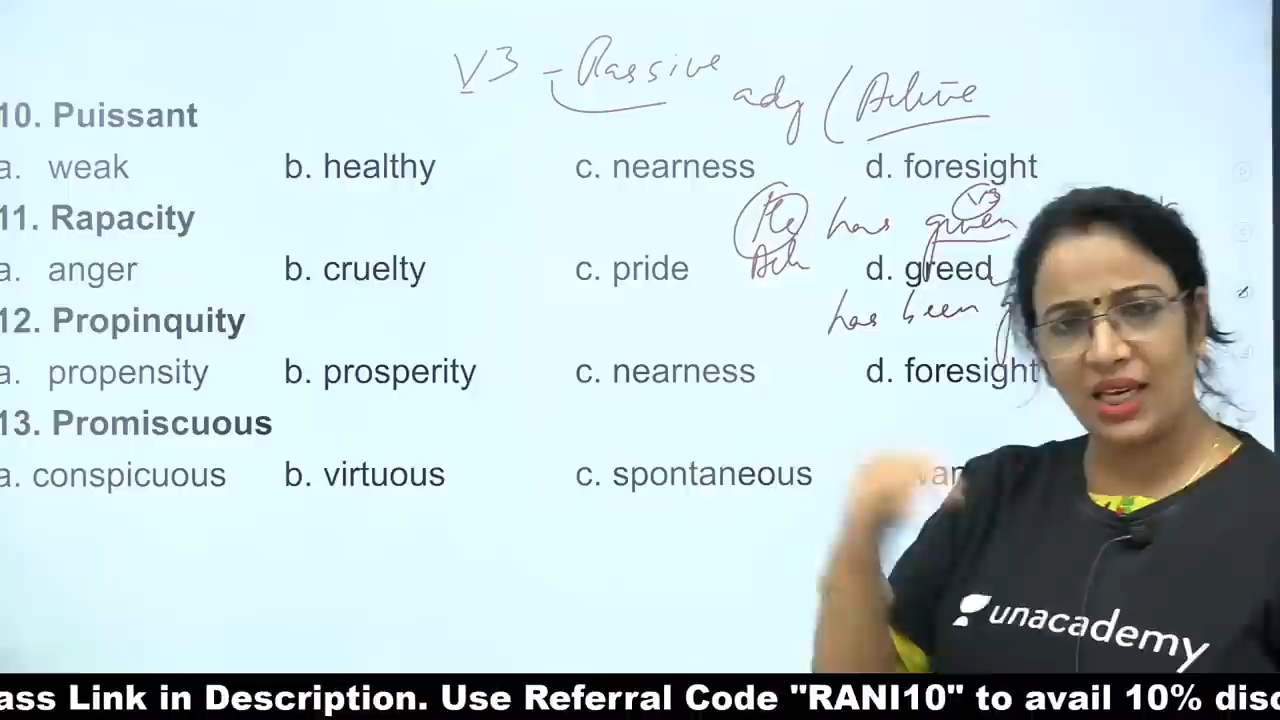 V3 - Passive
adj (Active
10. Puissant
a. weak b. healthy c. nearness d. foresight
V3
He has given
11. Rapacity
a. anger b. cruelty c. pride d. greed
has been
12. Propinquity
a. propensity b. prosperity c. nearness d. foresight
13. Promiscuous
a. conspicuous b. virtuous c. spontaneous
unacademy
ass Link in Description. Use Referral Code "RANI10" to avail 10% disc